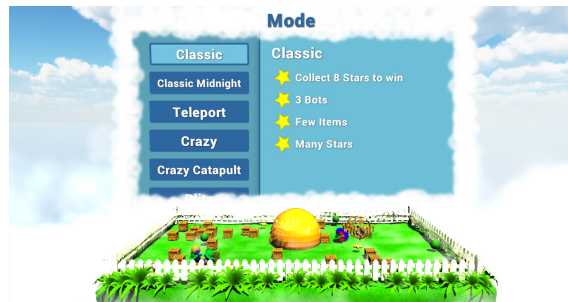 Mode
Classic
Classic Midnight
Teleport
Crazy
Crazy Catapult
Classic
Collect 8 Stars to win
3 Bots
Few Items
Many Stars